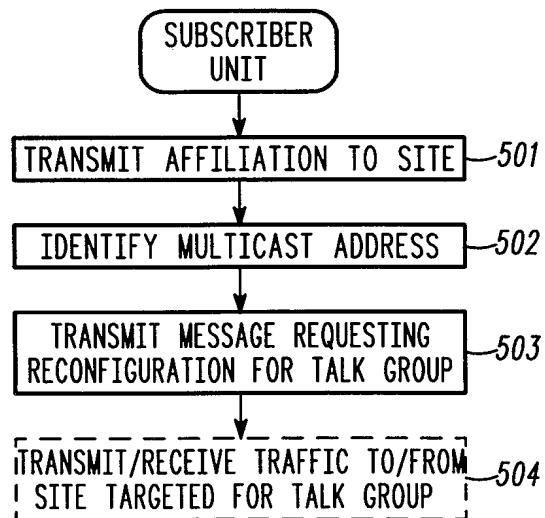 SUBSCRIBER
UNIT
TRANSMIT AFFILIATION TO SITE
501
IDENTIFY MULTICAST ADDRESS
502
TRANSMIT MESSAGE REQUESTING
RECONFIGURATION FOR TALK GROUP
503
TRANSMIT/RECEIVE TRAFFIC TO/FROM
SITE TARGETED FOR TALK GROUP
504